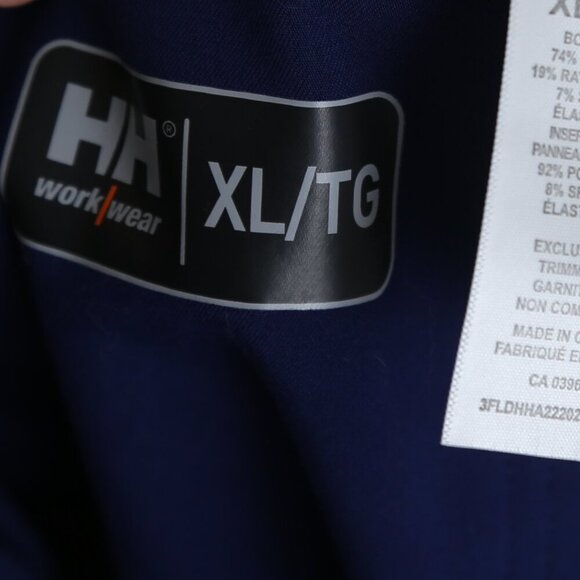 HH®
work/wear
XL/TG
XL
BO
74%
19% RA
7%
ÉLA
INSER
PANNEA
92% PO
8% S
ÉLAST
EXCLU
TRIMM
GARNIT
NON COM
MADE IN C
FABRIQUÉ E
CA 0396
3FLDHHA22202